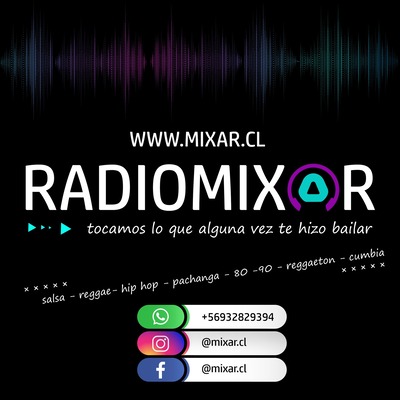 WWW.MIXAR.CL
RADIOMIXAR
tocamos lo que alguna vez te hizo bailar
salsa - reggae- hip hop - pachanga - 80 -90 - reggaeton - cumbia
+56932829394
@mixar.cl
@mixar.cl